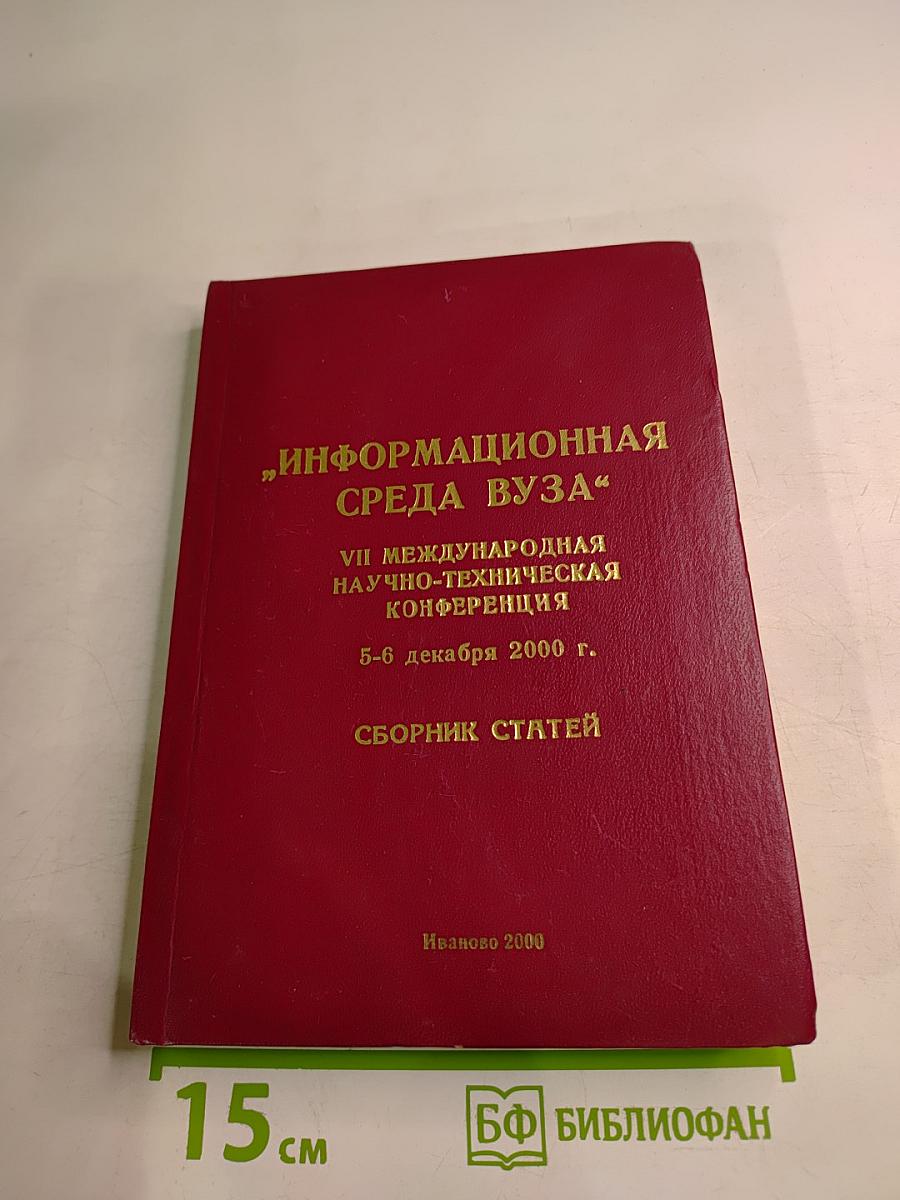 „ИНФОРМАЦИОННАЯ
СРЕДА ВУЗА“
VII МЕЖДУНАРОДНАЯ
НАУЧНО-ТЕХНИЧЕСКАЯ
КОНФЕРЕНЦИЯ
5-6 декабря 2000 г.
СБОРНИК СТАТЕЙ
Иваново 2000
15 см
БФ БИБЛИОФАН